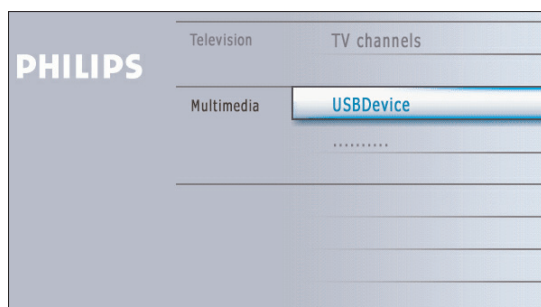 PHILIPS
Television TV channels
Multimedia USBDevice
..........